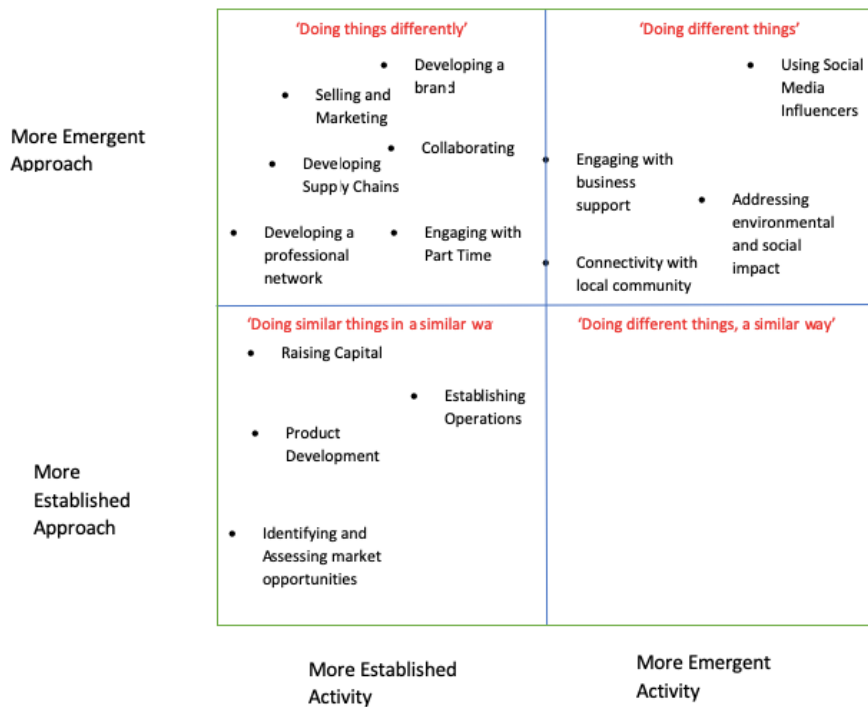 'Doing things differently'
• Developing a
brand
• Selling and
Marketing
• Collaborating
• Developing
Supply Chains
• Developing a
professional
network
• Engaging with
Part Time
'Doing different things'
• Using Social
Media
Influencers
• Engaging with
business
support
• Addressing
environmental
and social
impact
• Connectivity with
local community
More Emergent
Approach
'Doing similar things in a similar wa
• Raising Capital
• Establishing
Operations
• Product
Development
• Identifying and
Assessing market
opportunities
'Doing different things, a similar way'
More
Established
Approach
More Established
Activity
More Emergent
Activity